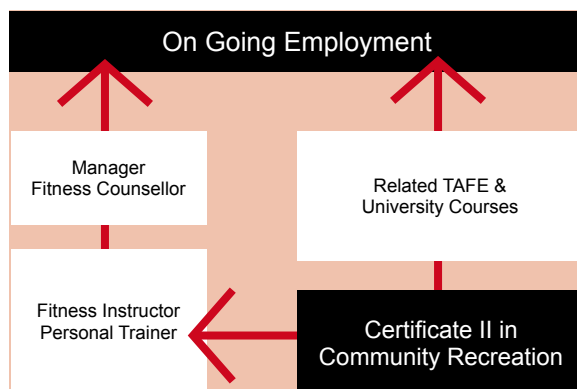 On Going Employment
Manager
Fitness Counsellor
Related TAFE &
University Courses
Fitness Instructor
Personal Trainer
Certificate II in
Community Recreation